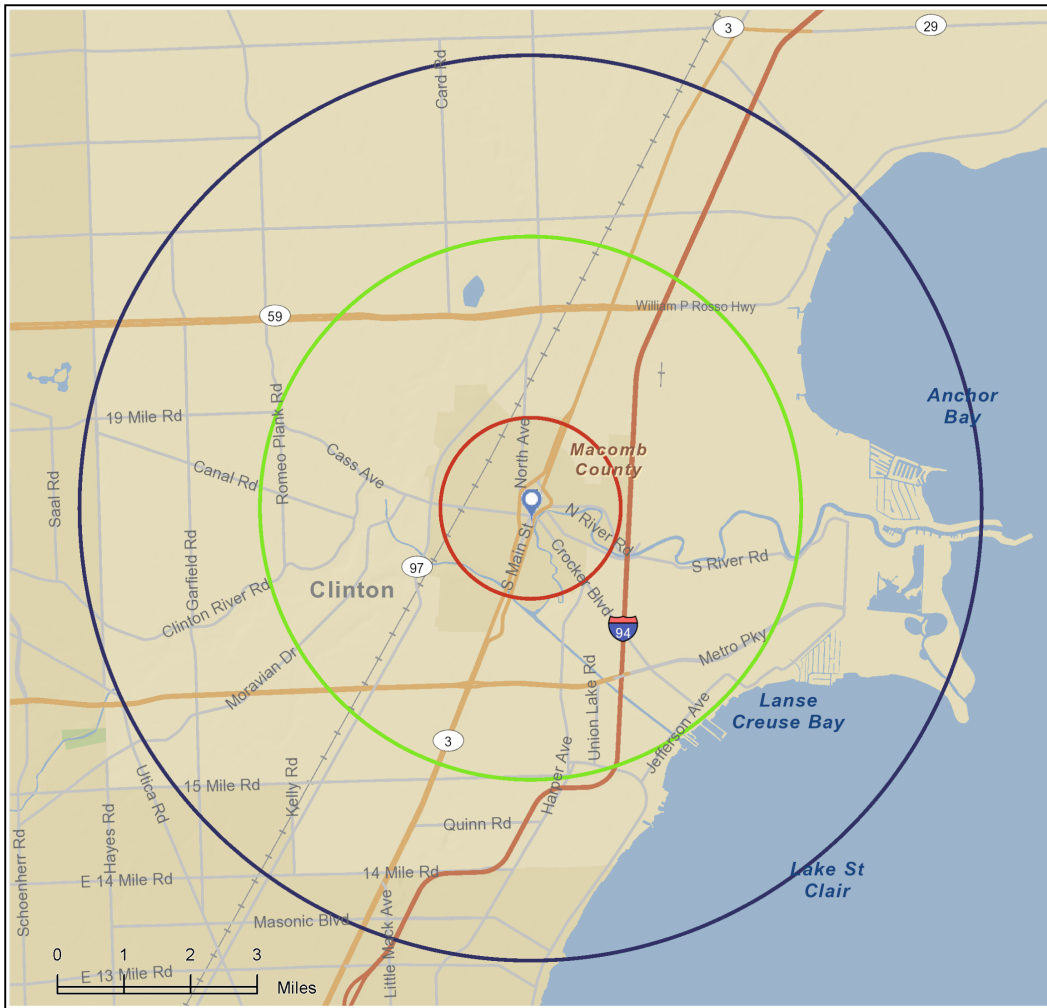 3
29
Card Rd
William P Rosso Hwy
59
Anchor
Bay
19 Mile Rd
Romeo Plank Rd
North Ave
Macomb
County
Cass Ave
Canal Rd
Saal Rd
N River Rd
Garfield Rd
S Main St
Crocker Blvd
S River Rd
97
Clinton
Clinton River Rd
94
Metro Pky
Moravian Dr
Union Lake Rd
Lanse
Creuse Bay
Jefferson Ave
3
15 Mile Rd
Utica Rd
Kelly Rd
Harper Ave
Quinn Rd
Hayes Rd
Schoenherr Rd
E 14 Mile Rd
14 Mile Rd
Lake St
Clair
Masonic Blvd
Little Mack Ave
0 1 2 3
Miles
E 13 Mile Rd